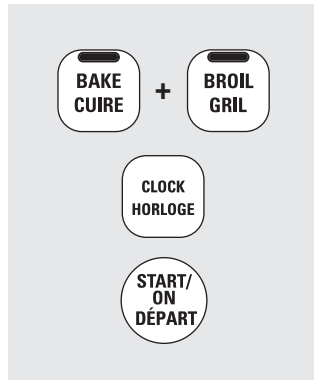 BAKE
CUIRE
+
BROIL
GRIL
CLOCK
HORLOGE
START/
ON
DÉPART